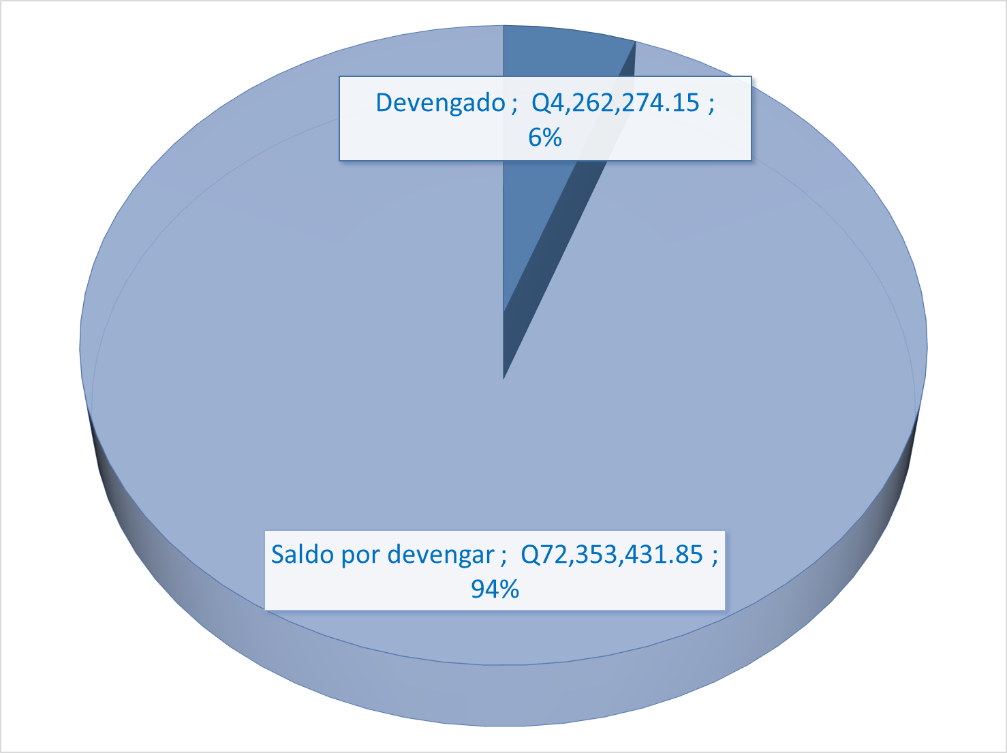 Devengado ; Q4,262,274.15 ;
6%
Saldo por devengar ; Q72,353,431.85 ;
94%